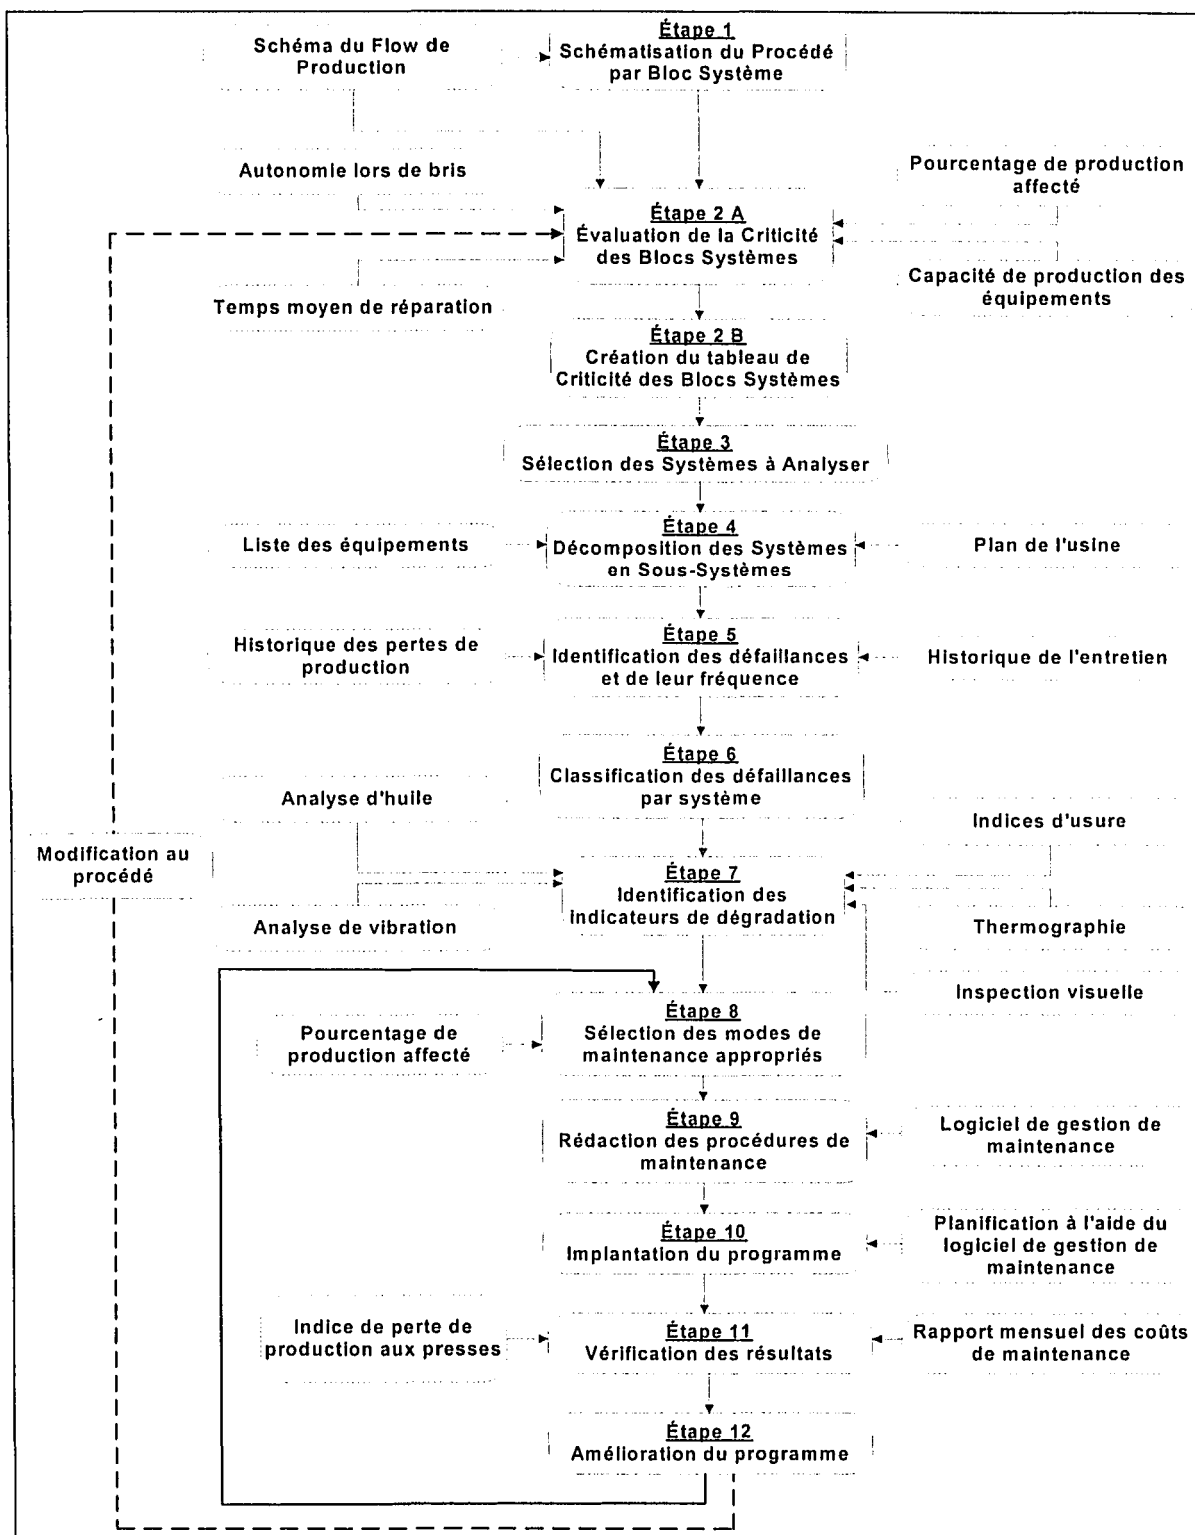 Schéma du Flow de
Production
Étape 1
Schématisation du Procédé
par Bloc Système
Autonomie lors de bris
Pourcentage de production
affecté
Étape 2 A
Évaluation de la Criticité
des Blocs Systèmes
Temps moyen de réparation
Capacité de production des
équipements
Étape 2 B
Création du tableau de
Criticité des Blocs Systèmes
Étape 3
Sélection des Systèmes à Analyser
Liste des équipements
Étape 4
Décomposition des Systèmes
en Sous-Systèmes
Plan de l'usine
Historique des pertes de
production
Étape 5
Identification des défaillances
et de leur fréquence
Historique de l'entretien
Étape 6
Classification des défaillances
par système
Analyse d'huile
Indices d'usure
Modification au
procédé
Étape 7
Identification des
indicateurs de dégradation
Analyse de vibration
Thermographie
Inspection visuelle
Pourcentage de
production affecté
Étape 8
Sélection des modes de
maintenance appropriés
Étape 9
Rédaction des procédures de
maintenance
Logiciel de gestion de
maintenance
Étape 10
Implantation du programme
Planification à l'aide du
logiciel de gestion de
maintenance
Indice de perte de
production aux presses
Étape 11
Vérification des résultats
Rapport mensuel des coûts
de maintenance
Étape 12
Amélioration du programme